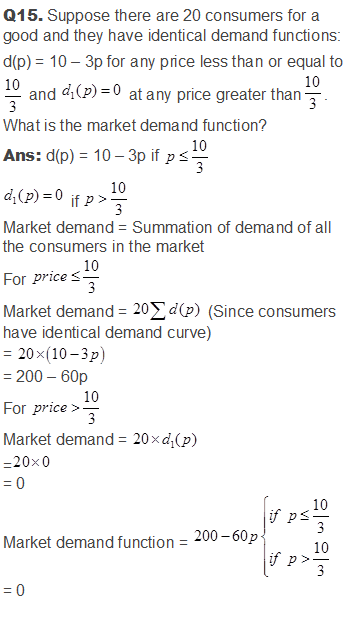 Q15. Suppose there are 20 consumers for a
good and they have identical demand functions:
d(p) = 10 – 3p for any price less than or equal to
10/3 and d₁(p) = 0 at any price greater than 10/3.
What is the market demand function?
Ans: d(p) = 10 – 3p if p ≤ 10/3
d₁(p) = 0 if p > 10/3
Market demand = Summation of demand of all
the consumers in the market
For price ≤ 10/3
Market demand = 20∑d(p) (Since consumers
have identical demand curve)
= 20×(10–3p)
= 200 – 60p
For price > 10/3
Market demand = 20×d₁(p)
=20×0
= 0
Market demand function = 200–60p { if p ≤ 10/3
if p > 10/3
= 0